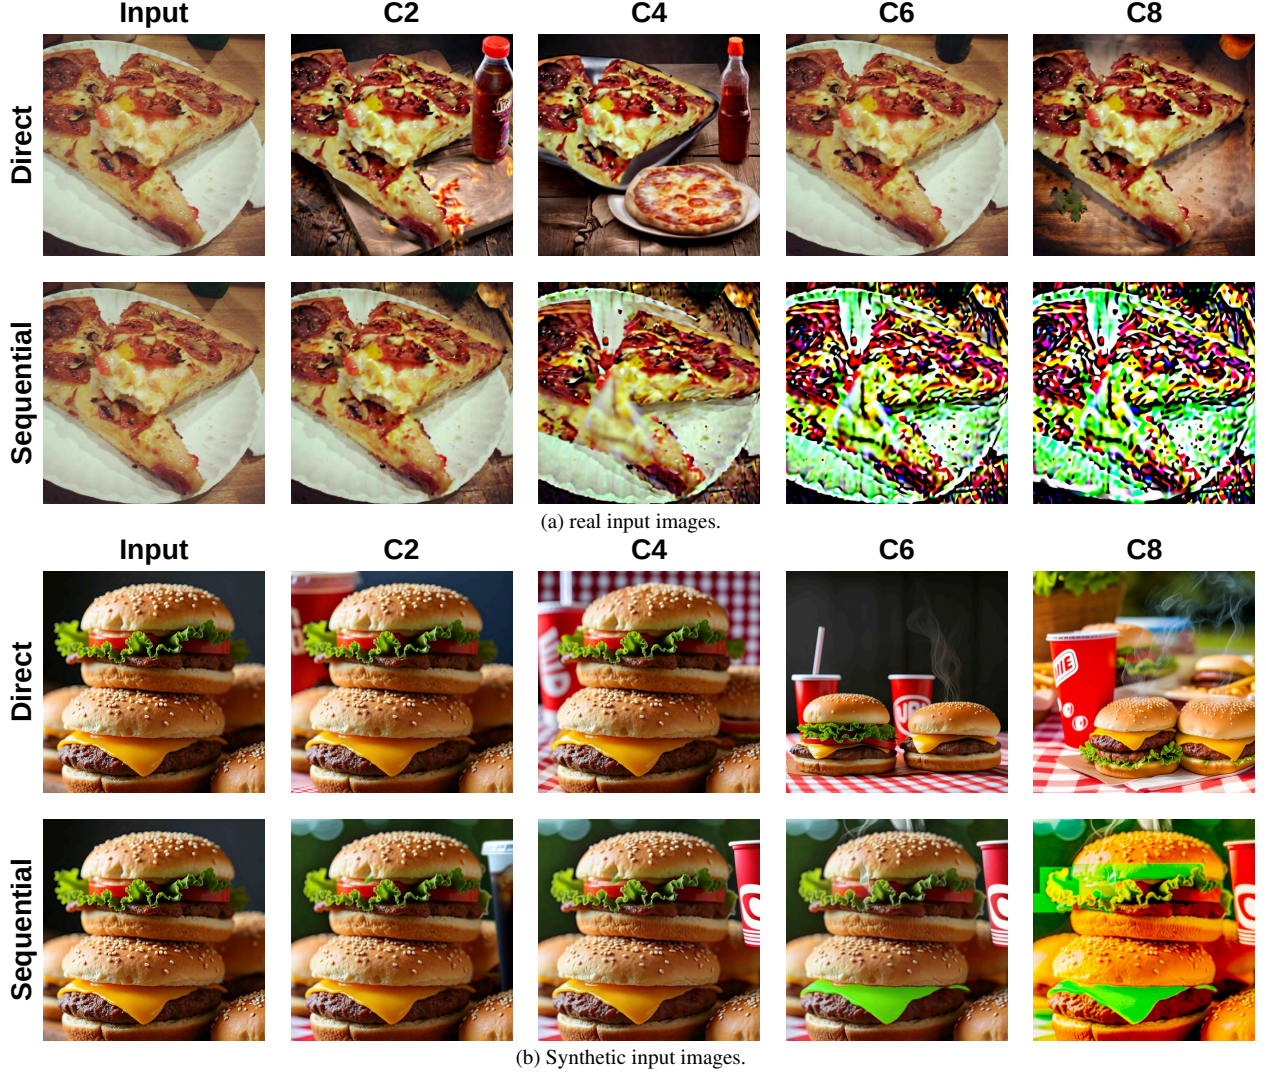 Input C2 C4 C6 C8
Direct
Sequential
(a) real input images.
Input C2 C4 C6 C8
Direct
Sequential
(b) Synthetic input images.